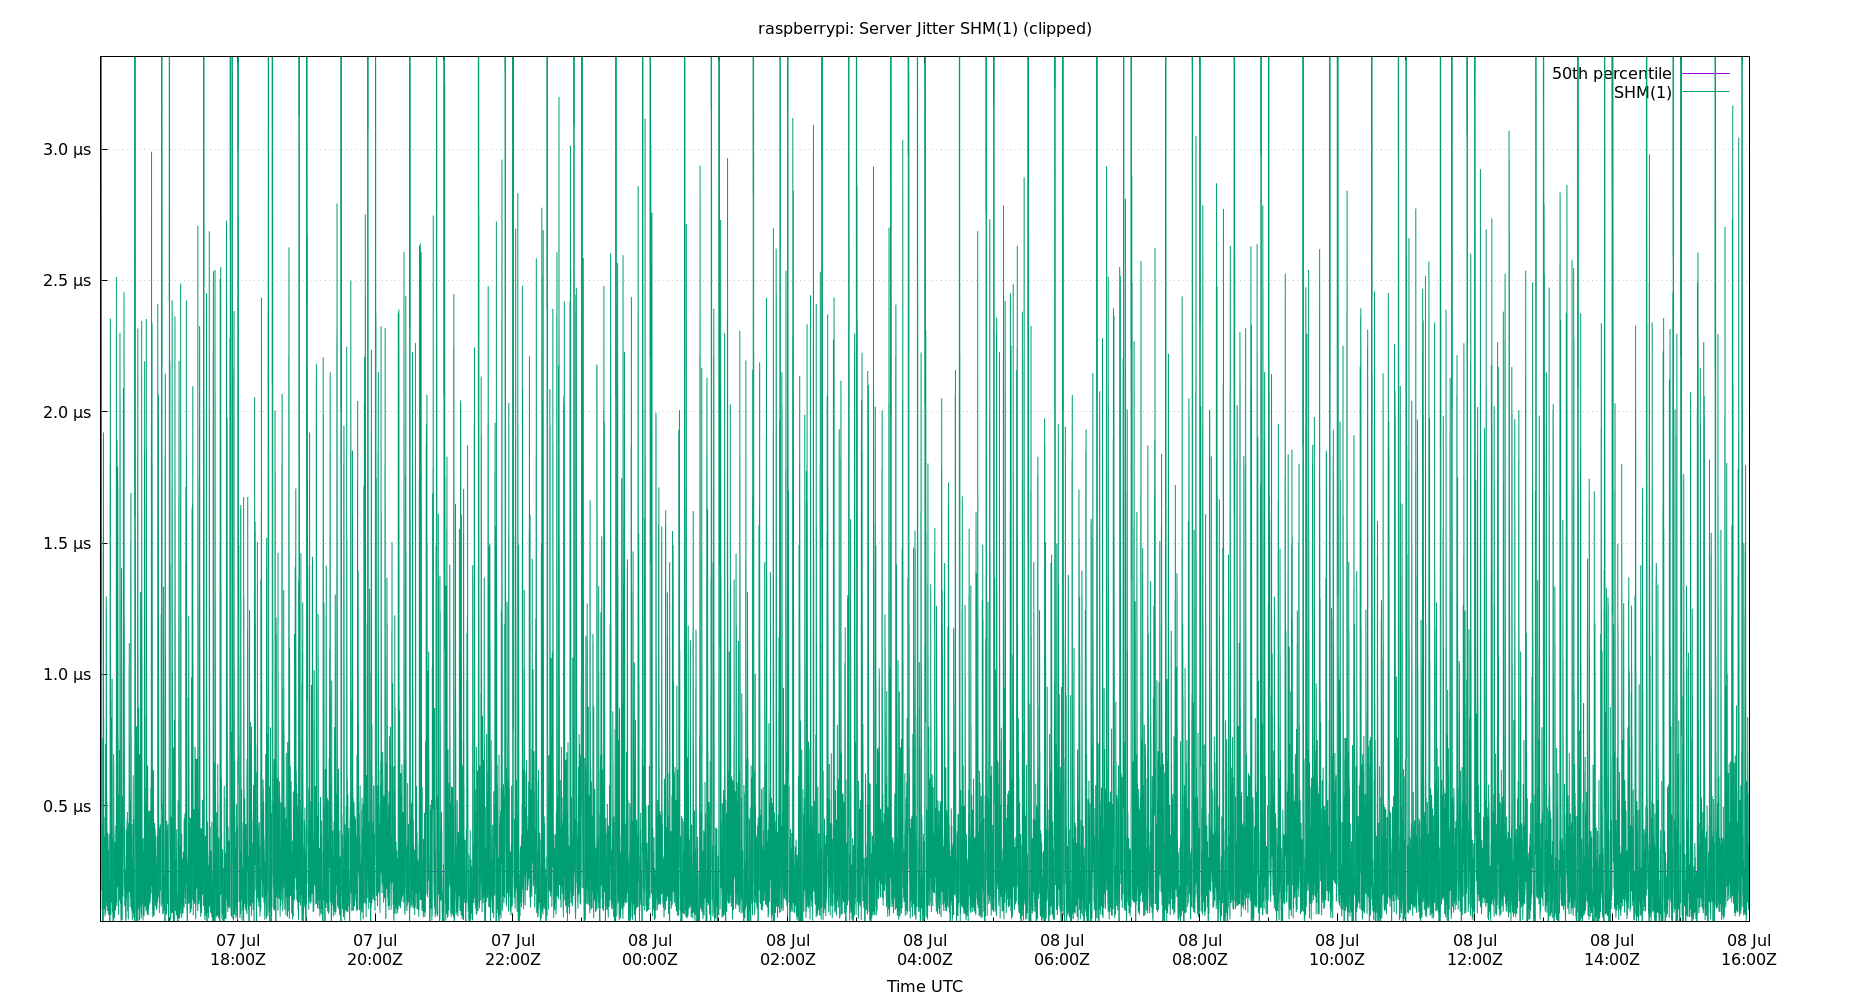 raspberrypi: Server Jitter SHM(1) (clipped)
50th percentile
SHM(1)
3.0 µs
2.5 µs
2.0 µs
1.5 µs
1.0 µs
0.5 µs
07 Jul 07 Jul 07 Jul 08 Jul 08 Jul 08 Jul 08 Jul 08 Jul 08 Jul 08 Jul 08 Jul 08 Jul
18:00Z 20:00Z 22:00Z 00:00Z 02:00Z 04:00Z 06:00Z 08:00Z 10:00Z 12:00Z 14:00Z 16:00Z
Time UTC